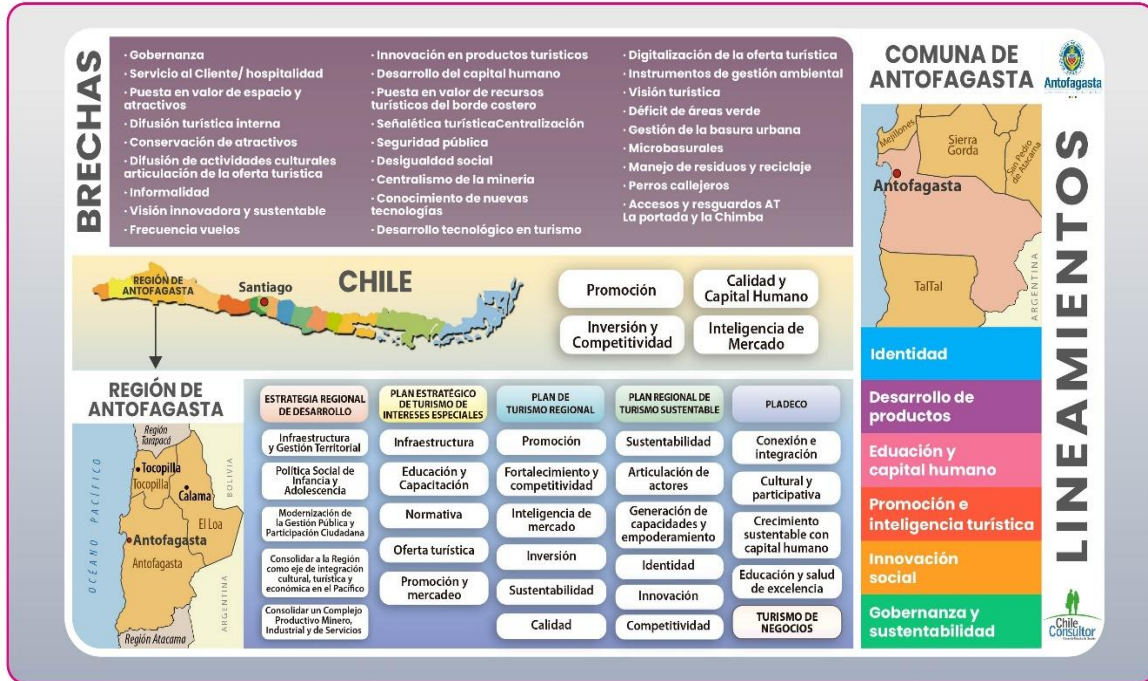 BRECHAS
· Gobernanza
· Servicio al Cliente/ hospitalidad
· Puesta en valor de espacio y
atractivos
· Difusión turística interna
· Conservación de atractivos
· Difusión de actividades culturales
articulación de la oferta turística
· Informalidad
· Visión innovadora y sustentable
· Frecuencia vuelos
· Innovación en productos turísticos
· Desarrollo del capital humano
· Puesta en valor de recursos
turísticos del borde costero
· Señalética turísticaCentralización
· Seguridad pública
· Desigualdad social
· Centralismo de la minería
· Conocimiento de nuevas
tecnologías
· Desarrollo tecnológico en turismo
· Digitalización de la oferta turística
· Instrumentos de gestión ambiental
· Visión turística
· Déficit de áreas verde
· Gestión de la basura urbana
· Microbasurales
· Manejo de residuos y reciclaje
· Perros callejeros
· Accesos y resguardos AT
La portada y la Chimba
REGIÓN DE
ANTOFAGASTA
Santiago
CHILE
Promoción
Calidad y
Capital Humano
Inversión y
Competitividad
Inteligencia de
Mercado
REGIÓN DE
ANTOFAGASTA
Región
Tarapacá
Tocopilla
Tocopilla
Calama
BOLIVIA
El Loa
Antofagasta
Antofagasta
OCÉANO PACÍFICO
ARGENTINA
Región Atacama
ESTRATEGIA REGIONAL
DE DESARROLLO
Infraestructura
y Gestión Territorial
Política Social de
Infancia y
Adolescencia
Modernización de
la Gestión Pública y
Participación Ciudadana
Consolidar a la Región
como eje de integración
cultural, turística y
económica en el Pacífico
Consolidar un Complejo
Productivo Minero,
Industrial y de Servicios
PLAN ESTRATÉGICO
DE TURISMO DE
INTERESES ESPECIALES
Infraestructura
Educación y
Capacitación
Normativa
Oferta turística
Promoción y
mercadeo
PLAN DE
TURISMO REGIONAL
Promoción
Fortalecimiento y
competitividad
Inteligencia de
mercado
Inversión
Sustentabilidad
Calidad
PLAN REGIONAL DE
TURISMO SUSTENTABLE
Sustentabilidad
Articulación de
actores
Generación de
capacidades y
empoderamiento
Identidad
Innovación
Competitividad
PLADECO
Conexión e
integración
Cultural y
participativa
Crecimiento
sustentable con
capital humano
Educación y salud
de excelencia
TURISMO DE
NEGOCIOS
COMUNA DE
ANTOFAGASTA
Antofagasta
Mejillones
Sierra
Gorda
San Pedro
de Atacama
Antofagasta
TalTal
ARGENTINA
LINEAMIENTOS
Identidad
Desarrollo de
productos
Eduación y
capital humano
Promoción e
inteligencia turística
Innovación
social
Gobernanza y
sustentabilidad
Chile
Consultor